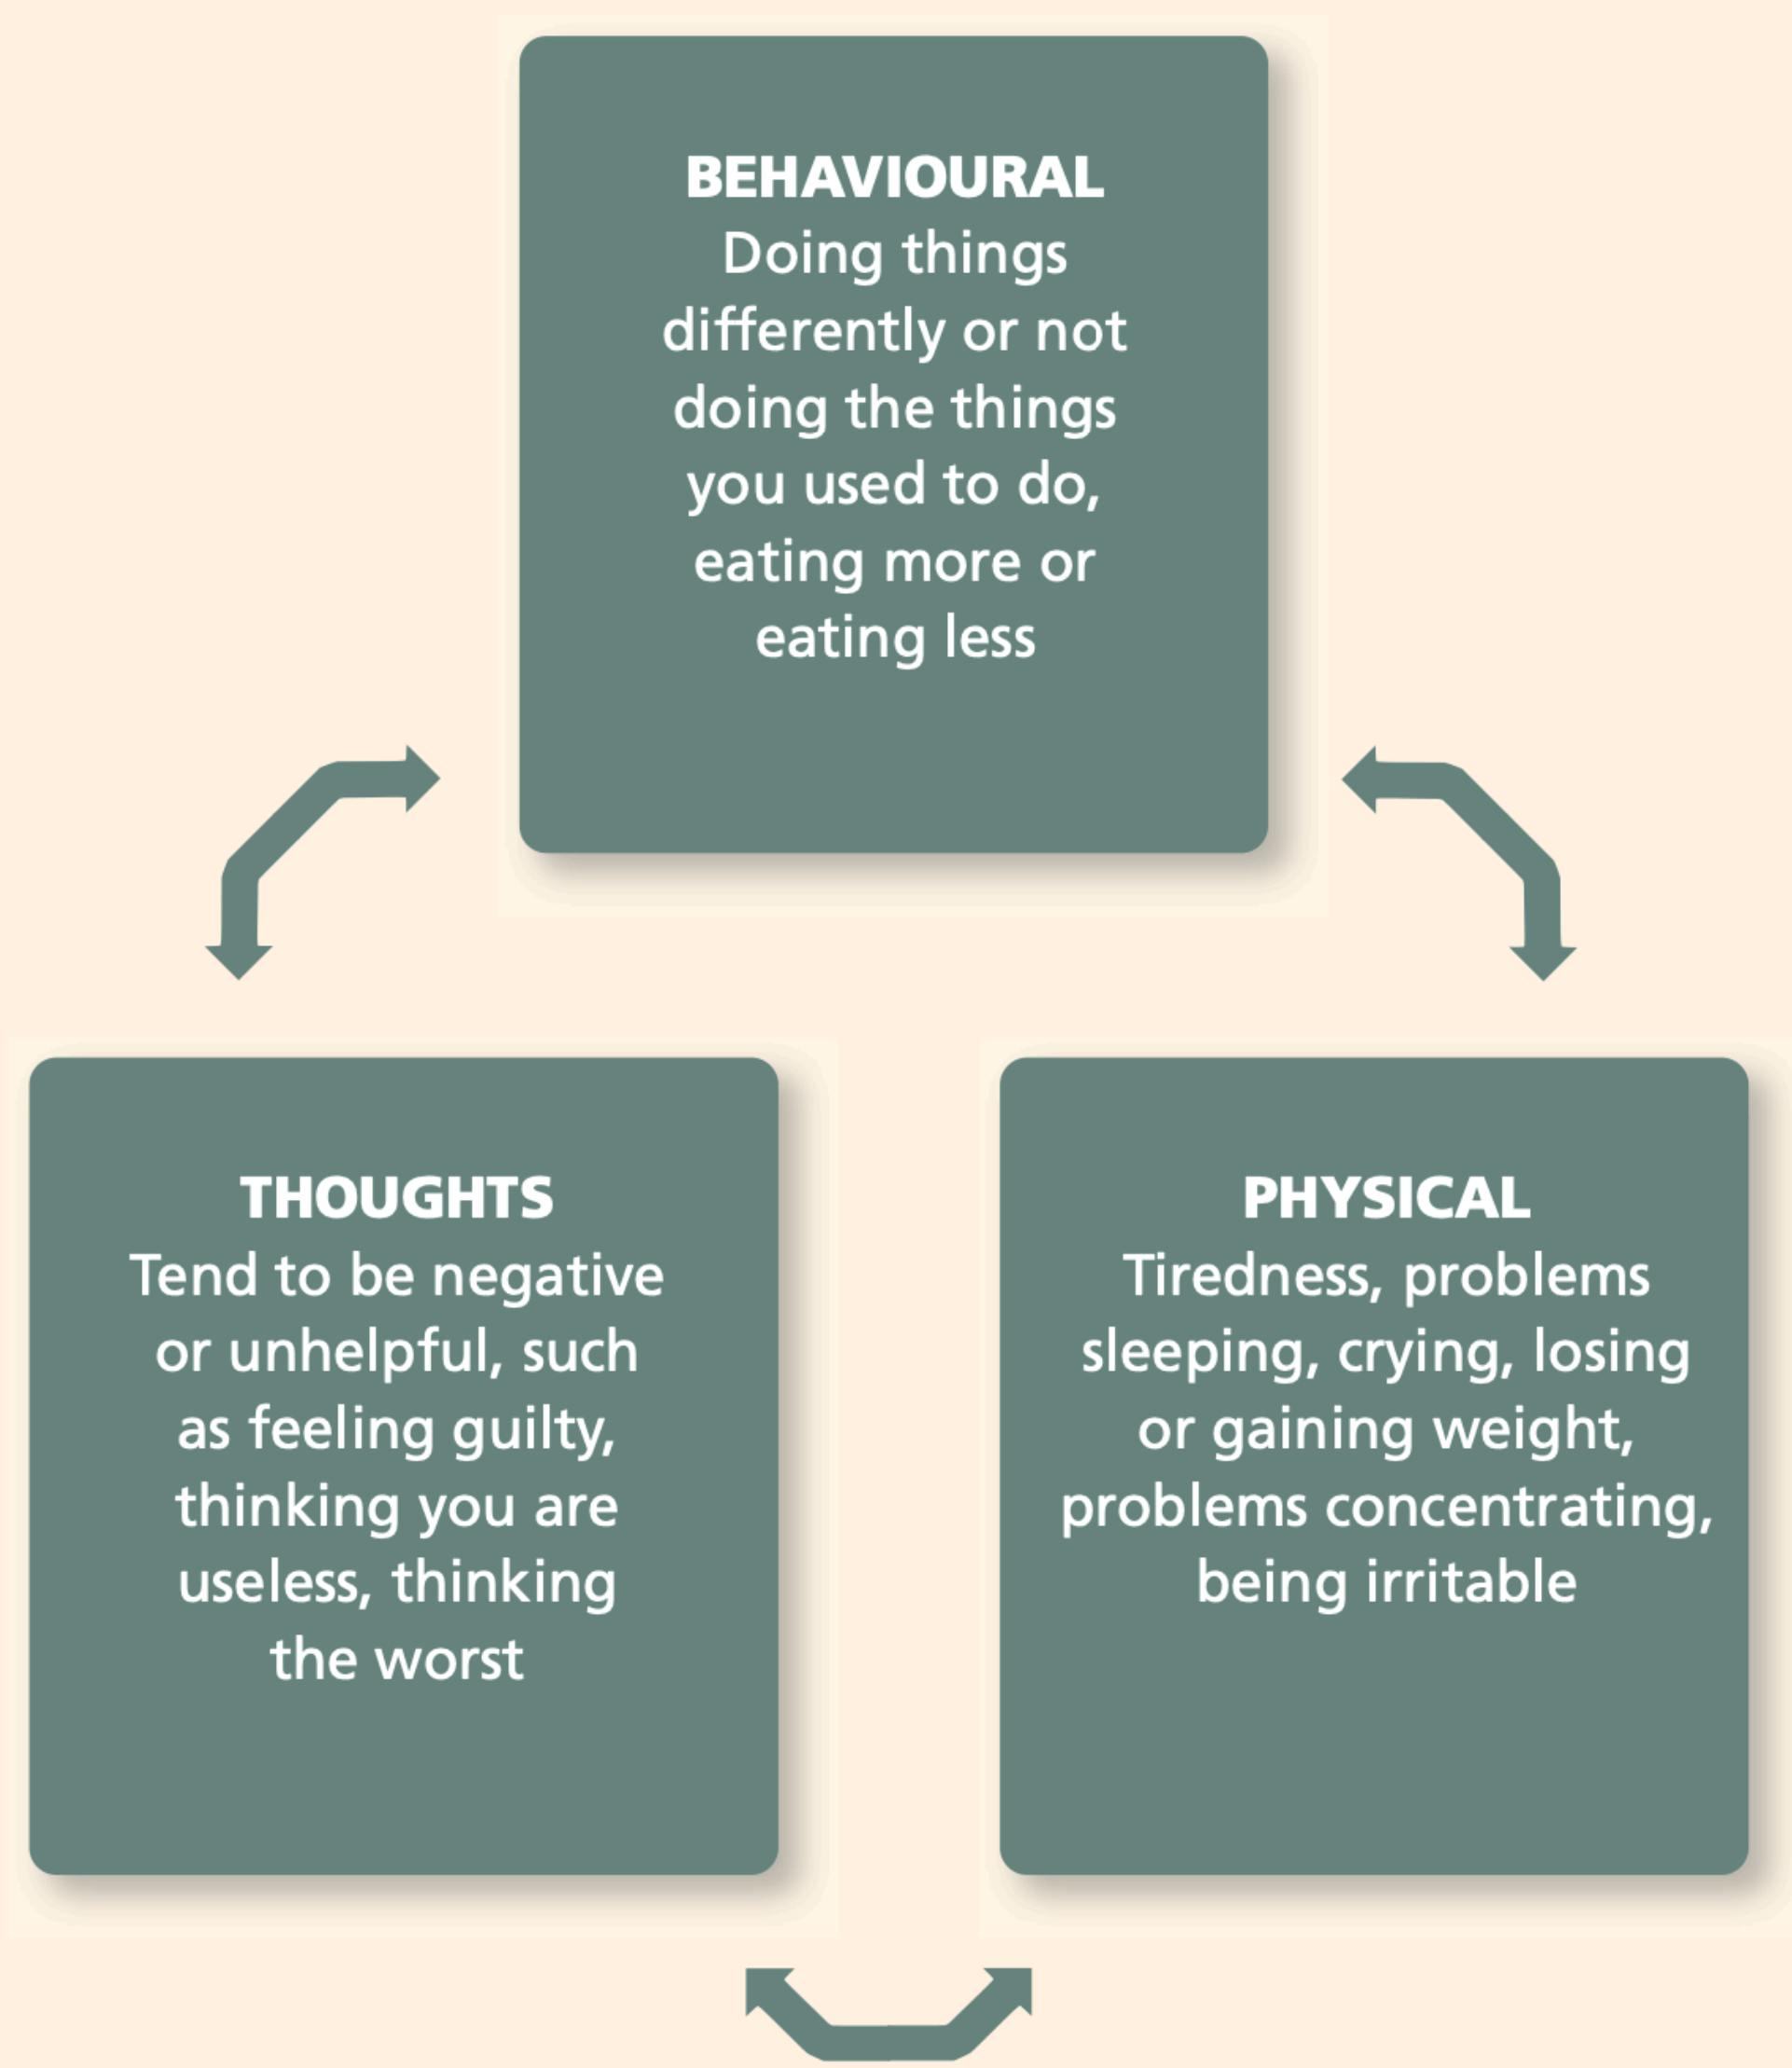 BEHAVIOURAL
Doing things
differently or not
doing the things
you used to do,
eating more or
eating less
THOUGHTS
Tend to be negative
or unhelpful, such
as feeling guilty,
thinking you are
useless, thinking
the worst
PHYSICAL
Tiredness, problems
sleeping, crying, losing
or gaining weight,
problems concentrating,
being irritable